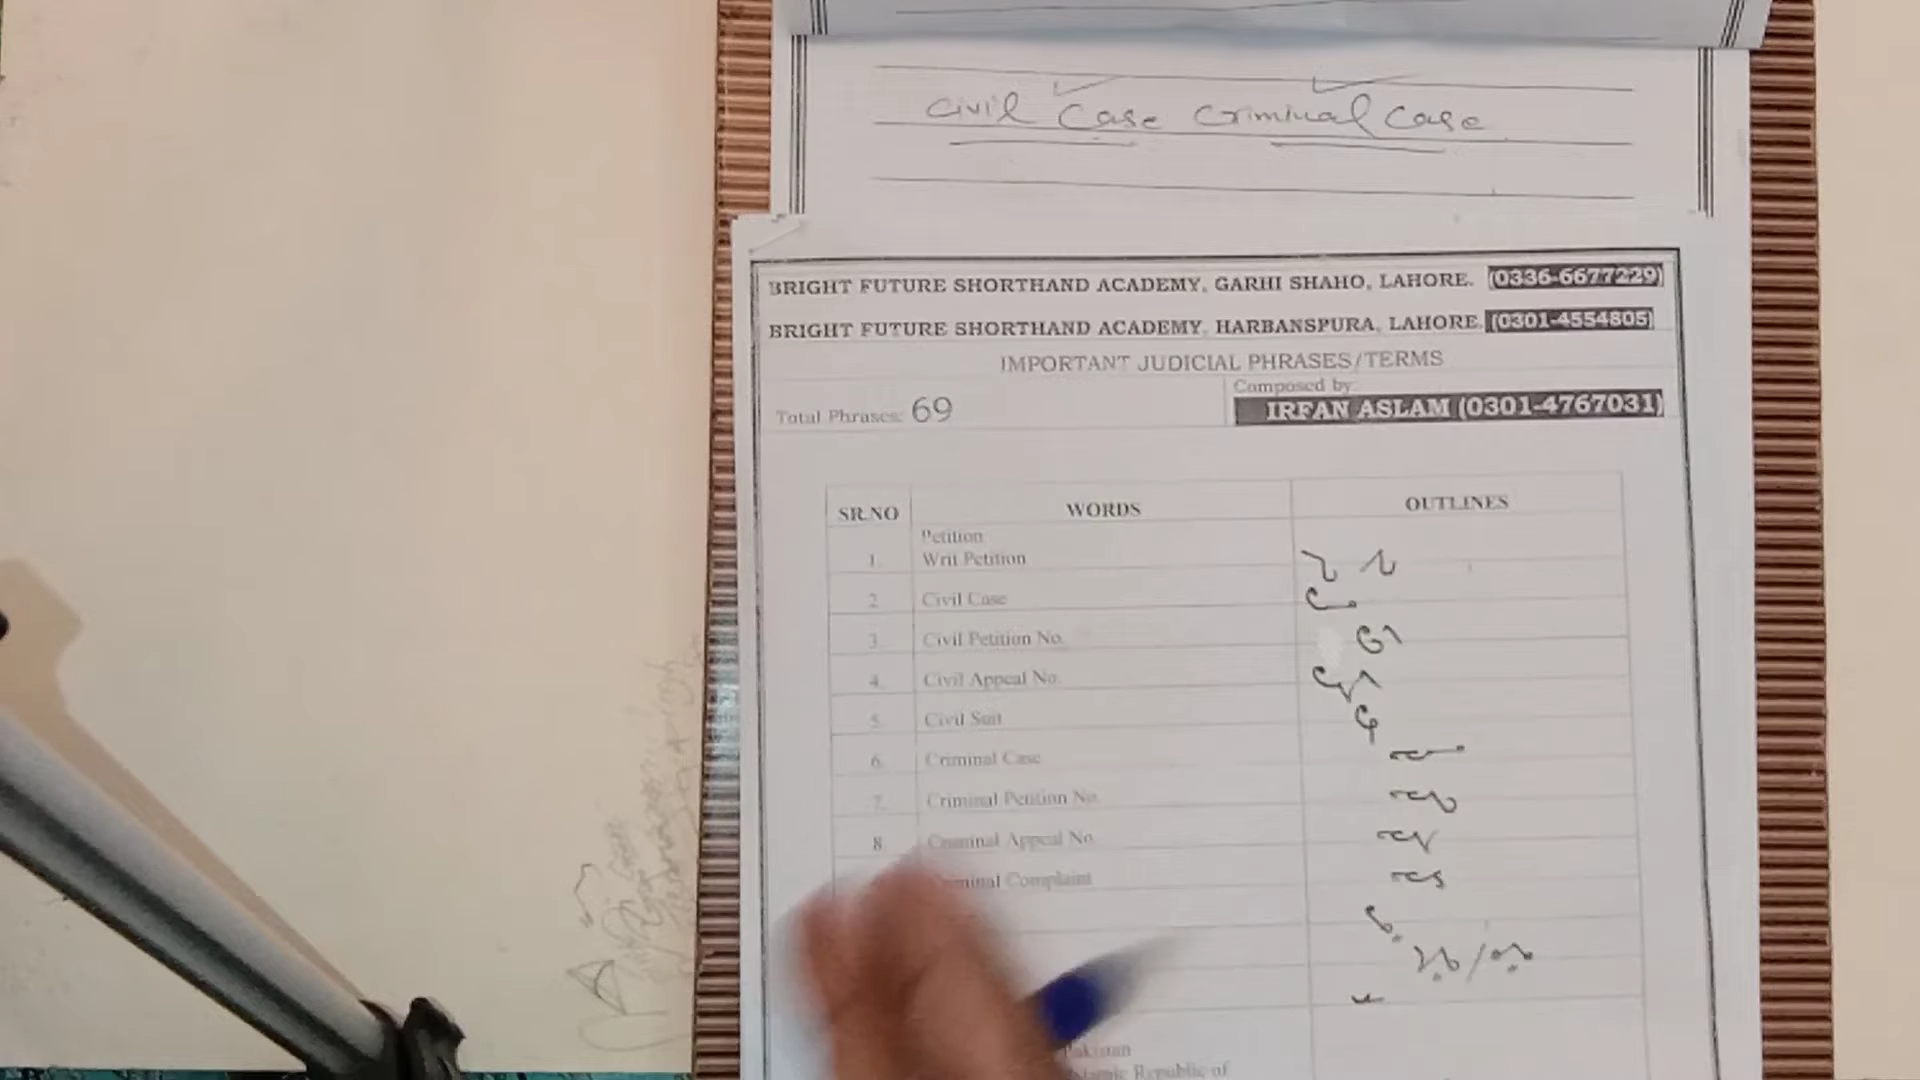 Civil Case Criminal Case
BRIGHT FUTURE SHORTHAND ACADEMY, GARHI SHAHO, LAHORE. (0336-6677229)
BRIGHT FUTURE SHORTHAND ACADEMY, HARBANSPURA, LAHORE. (0301-4554805)
IMPORTANT JUDICIAL PHRASES/TERMS
Total Phrases: 69
Composed by:
IRFAN ASLAM (0301-4767031)
SR.NO WORDS OUTLINES
Petition
1. Writ Petition
2. Civil Case
3. Civil Petition No.
4. Civil Appeal No.
5. Civil Suit
6. Criminal Case
7. Criminal Petition No.
8. Criminal Appeal No.
Complaint
Pakistan
Republic of